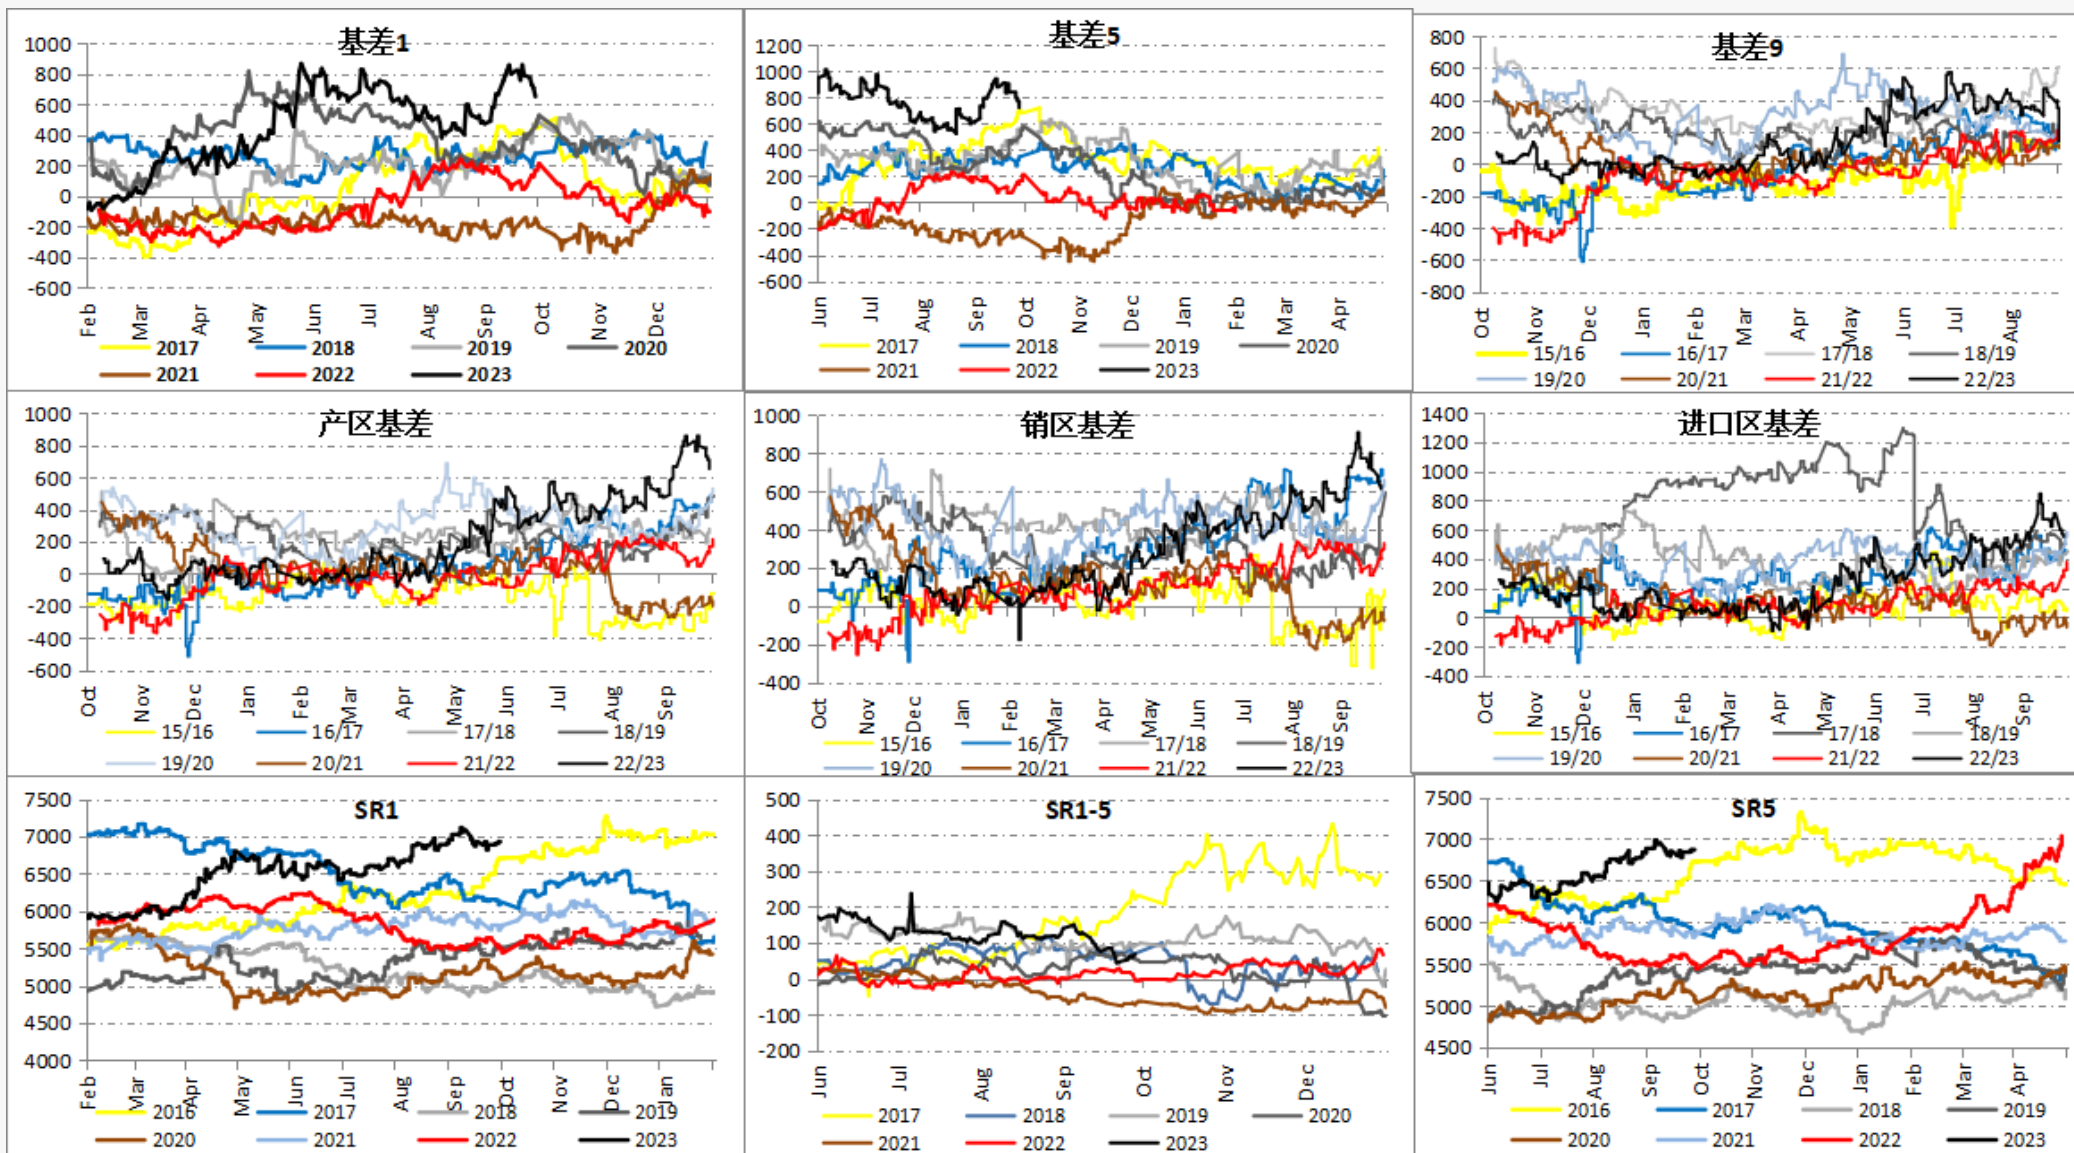 基差1
1000
800
600
400
200
0
-200
-400
-600
Feb Mar Apr May Jun Jul Aug Sep Oct Nov Dec
2017 2018 2019 2020
2021 2022 2023
基差5
1200
1000
800
600
400
200
0
-200
-400
-600
Jun Jul Aug Sep Oct Nov Dec Jan Feb Mar Apr
2017 2018 2019 2020
2021 2022 2023
基差9
800
600
400
200
0
-200
-400
-600
-800
Oct Nov Dec Jan Feb Mar Apr May Jun Jul Aug
15/16 16/17 17/18 18/19
19/20 20/21 21/22 22/23
产区基差
1000
800
600
400
200
0
-200
-400
-600
Oct Nov Dec Jan Feb Mar Apr May Jun Jul Aug Sep
15/16 16/17 17/18 18/19
19/20 20/21 21/22 22/23
销区基差
1000
800
600
400
200
0
-200
-400
Oct Nov Dec Jan Feb Mar Apr May Jun Jul Aug Sep
15/16 16/17 17/18 18/19
19/20 20/21 21/22 22/23
进口区基差
1400
1200
1000
800
600
400
200
0
-200
-400
Oct Nov Dec Jan Feb Mar Apr May Jun Jul Aug Sep
15/16 16/17 17/18 18/19
19/20 20/21 21/22 22/23
SR1
7500
7000
6500
6000
5500
5000
4500
4000
Feb Mar Apr May Jun Jul Aug Sep Oct Nov Dec Jan
2016 2017 2018 2019
2020 2021 2022 2023
SR1-5
500
400
300
200
100
0
-100
-200
Jun Jul Aug Sep Oct Nov Dec
2017 2018 2019 2020
2021 2022 2023
SR5
7500
7000
6500
6000
5500
5000
4500
Jun Jul Aug Sep Oct Nov Dec Jan Feb Mar Apr
2016 2017 2018 2019
2020 2021 2022 2023